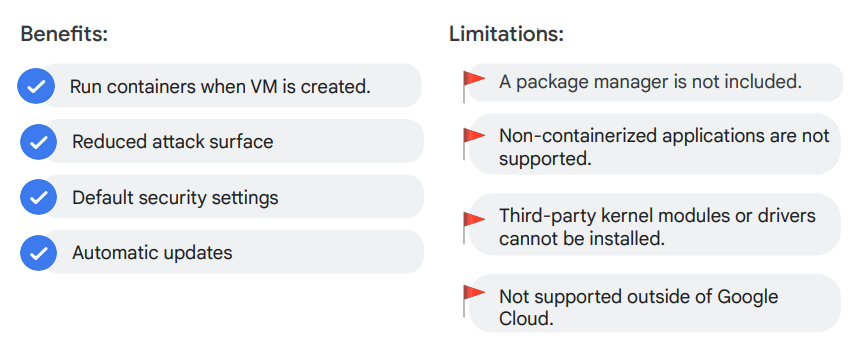 Benefits:
Run containers when VM is created.
Reduced attack surface
Default security settings
Automatic updates
Limitations:
A package manager is not included.
Non-containerized applications are not
supported.
Third-party kernel modules or drivers
cannot be installed.
Not supported outside of Google
Cloud.